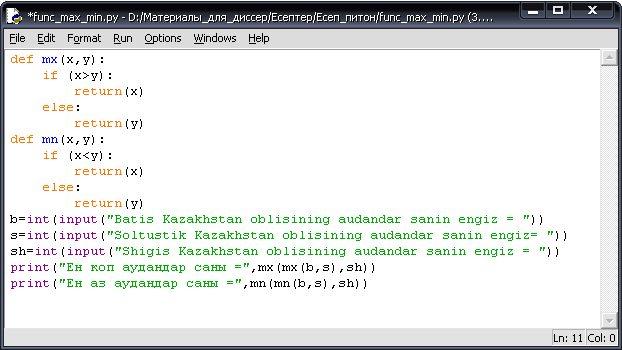 *func_max_min.py - D:/Материалы_для_диссер/Есептер/Есеп_питон/func_max_min.py (3....
File Edit Format Run Options Windows Help
def mx(x,y):
    if (x>y):
        return(x)
    else:
        return(y)
def mn(x,y):
    if (x<y):
        return(x)
    else:
        return(y)
b=int(input("Batis Kazakhstan oblisining audandar sanin engiz = "))
s=int(input("Soltustik Kazakhstan oblisining audandar sanin engiz= "))
sh=int(input("Shigis Kazakhstan oblisining audandar sanin engiz = "))
print("Ен коп аудандар саны =",mx(mx(b,s),sh))
print("Ен аз аудандар саны =",mn(mn(b,s),sh))
Ln: 11 Col: 0